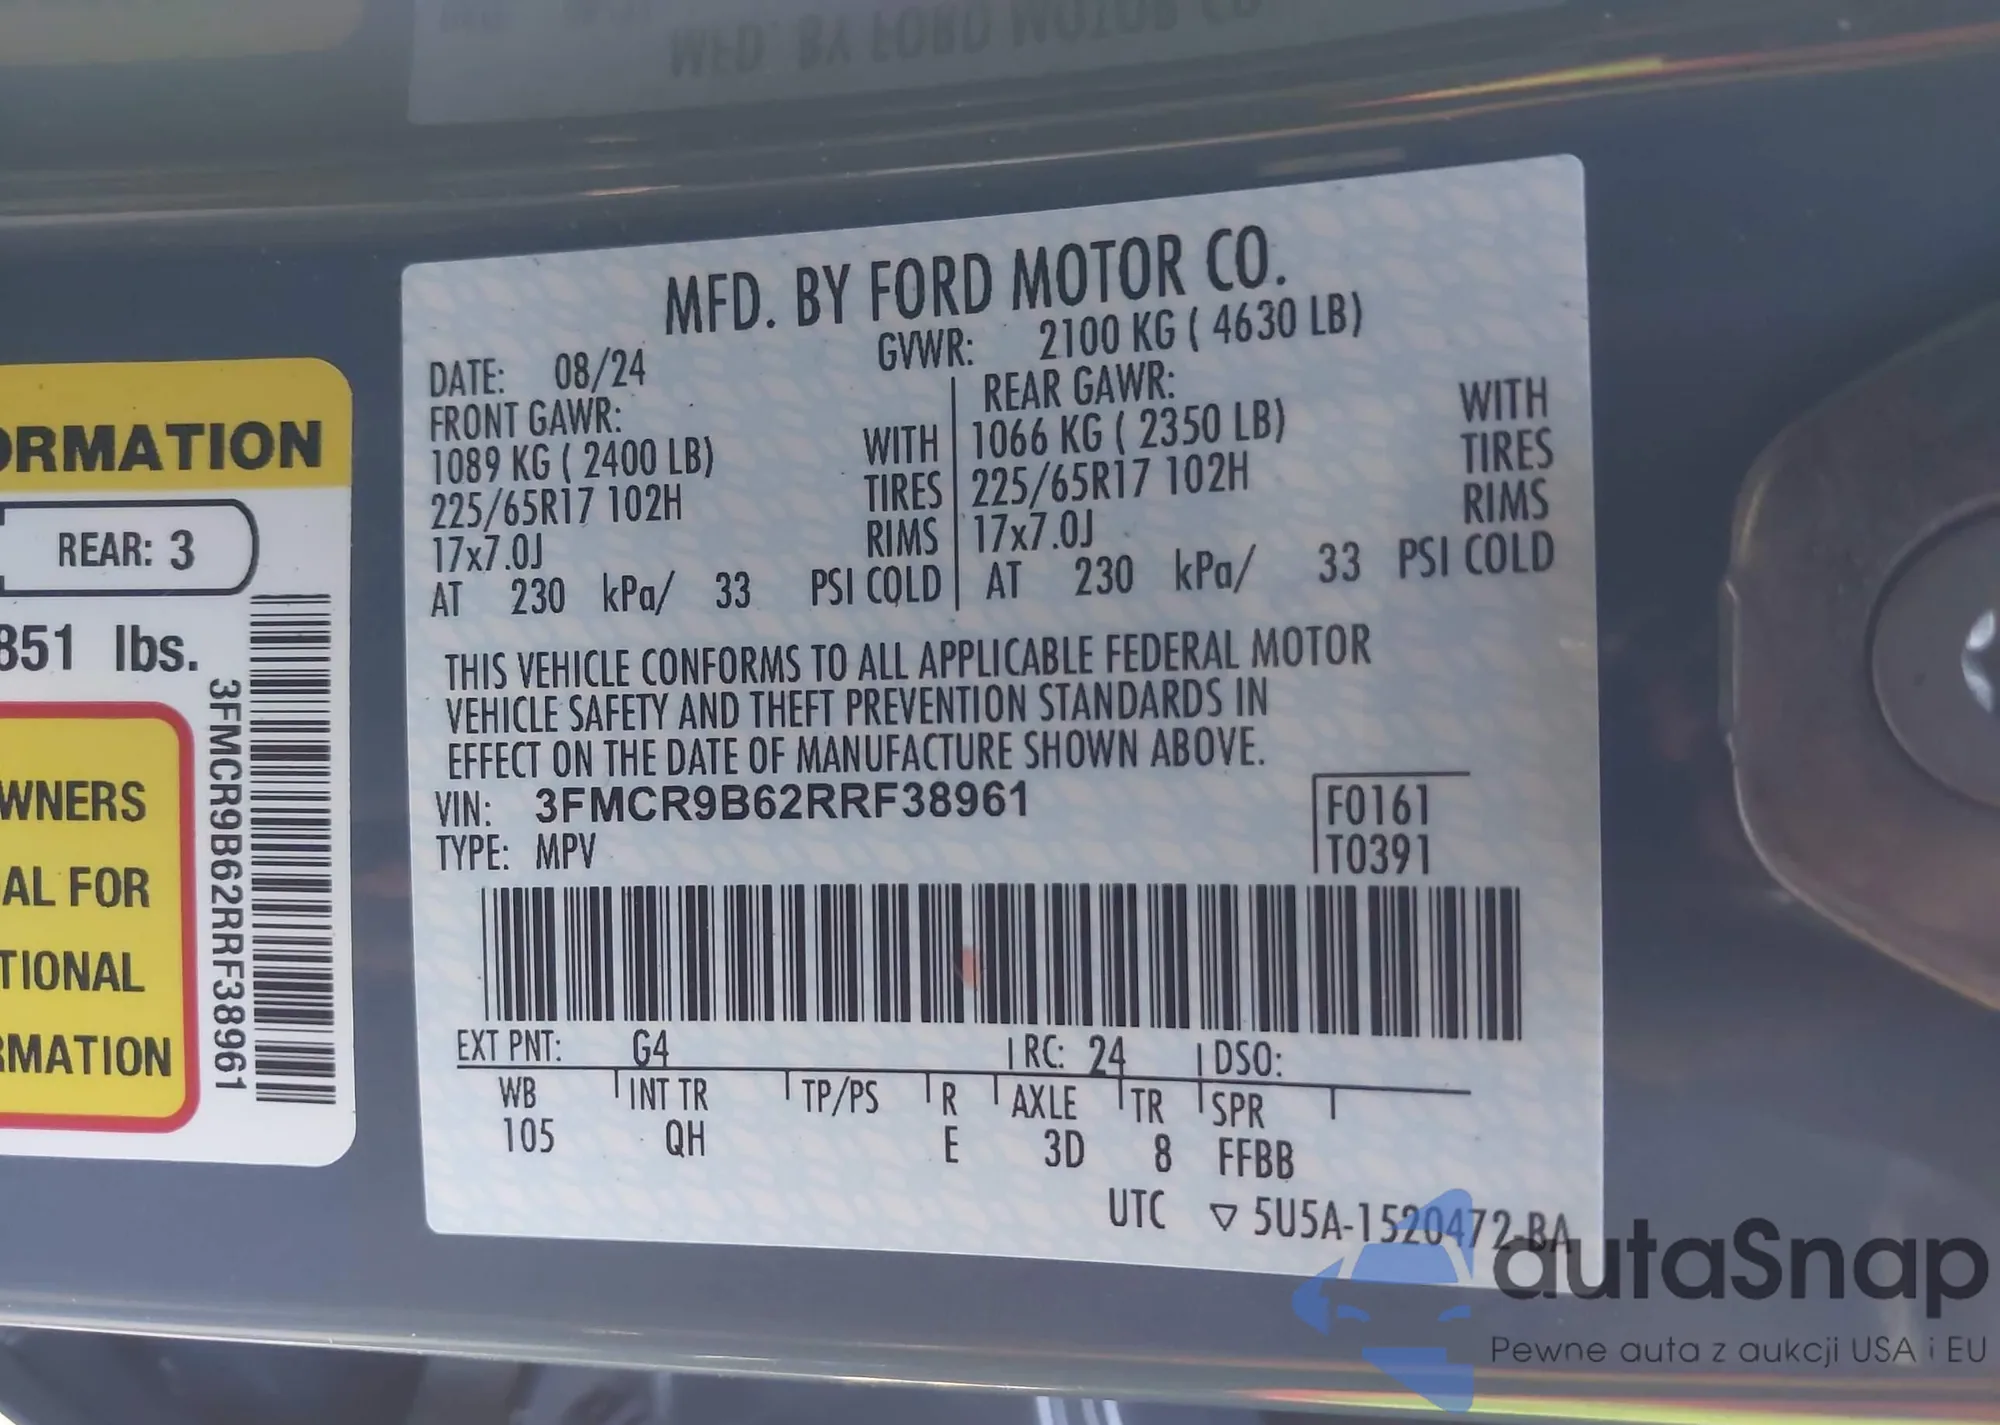 MFD. BY FORD MOTOR CO.
MFD. BY FORD MOTOR CO.
DATE: 08/24 GVWR: 2100 KG ( 4630 LB)
FRONT GAWR: REAR GAWR:
1089 KG ( 2400 LB) WITH 1066 KG ( 2350 LB) WITH
225/65R17 102H TIRES 225/65R17 102H TIRES
17x7.0J RIMS 17x7.0J RIMS
AT 230 kPa/ 33 PSI COLD AT 230 kPa/ 33 PSI COLD
THIS VEHICLE CONFORMS TO ALL APPLICABLE FEDERAL MOTOR
VEHICLE SAFETY AND THEFT PREVENTION STANDARDS IN
EFFECT ON THE DATE OF MANUFACTURE SHOWN ABOVE.
VIN: 3FMCR9B62RRF38961 F0161
TYPE: MPV T0391
EXT PNT: G4 RC: 24 DSO:
WB INT TR TP/PS R AXLE TR SPR
105 QH E 3D 8 FFBB
UTC ▽ 5U5A-1520472-BA
ORMATION
REAR: 3
851 lbs.
3FMCR9B62RRF38961
WNERS
AL FOR
TIONAL
RMATION
autaSnap
Pewne auta z aukcji USA i EU